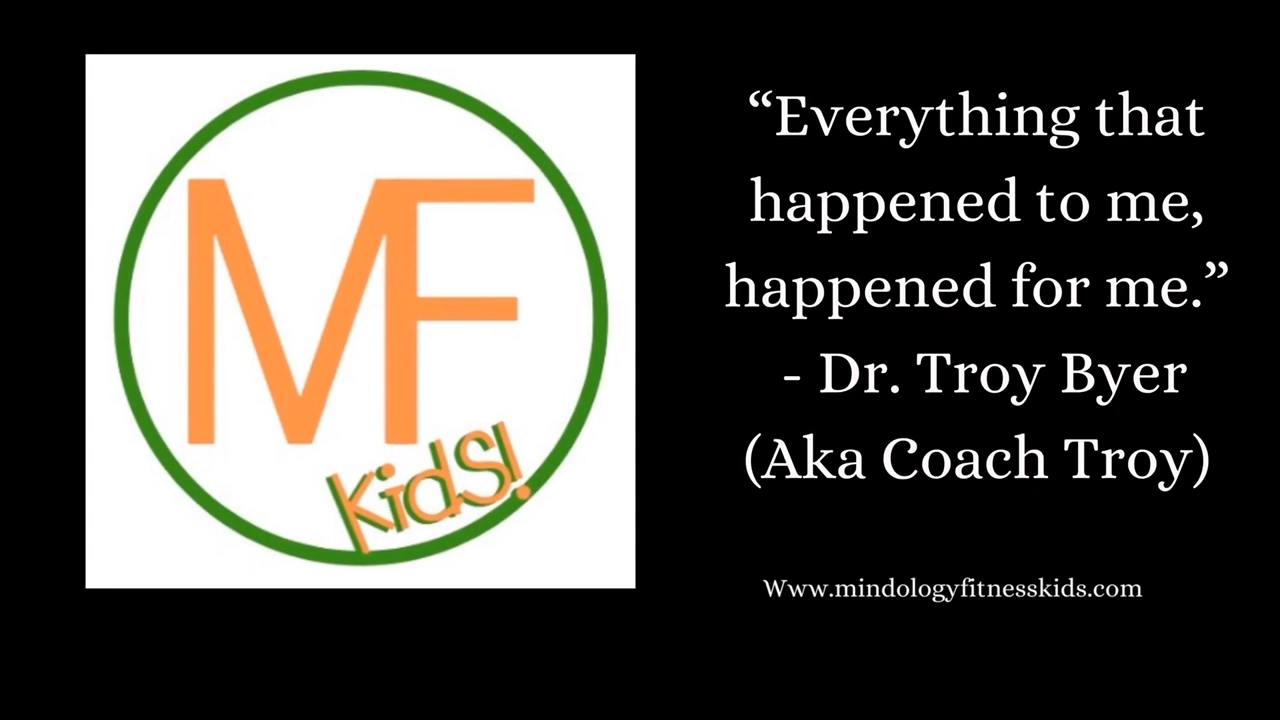 MF
Kids!
“Everything that
happened to me,
happened for me.”
- Dr. Troy Byer
(Aka Coach Troy)
Www.mindologyfitnesskids.com